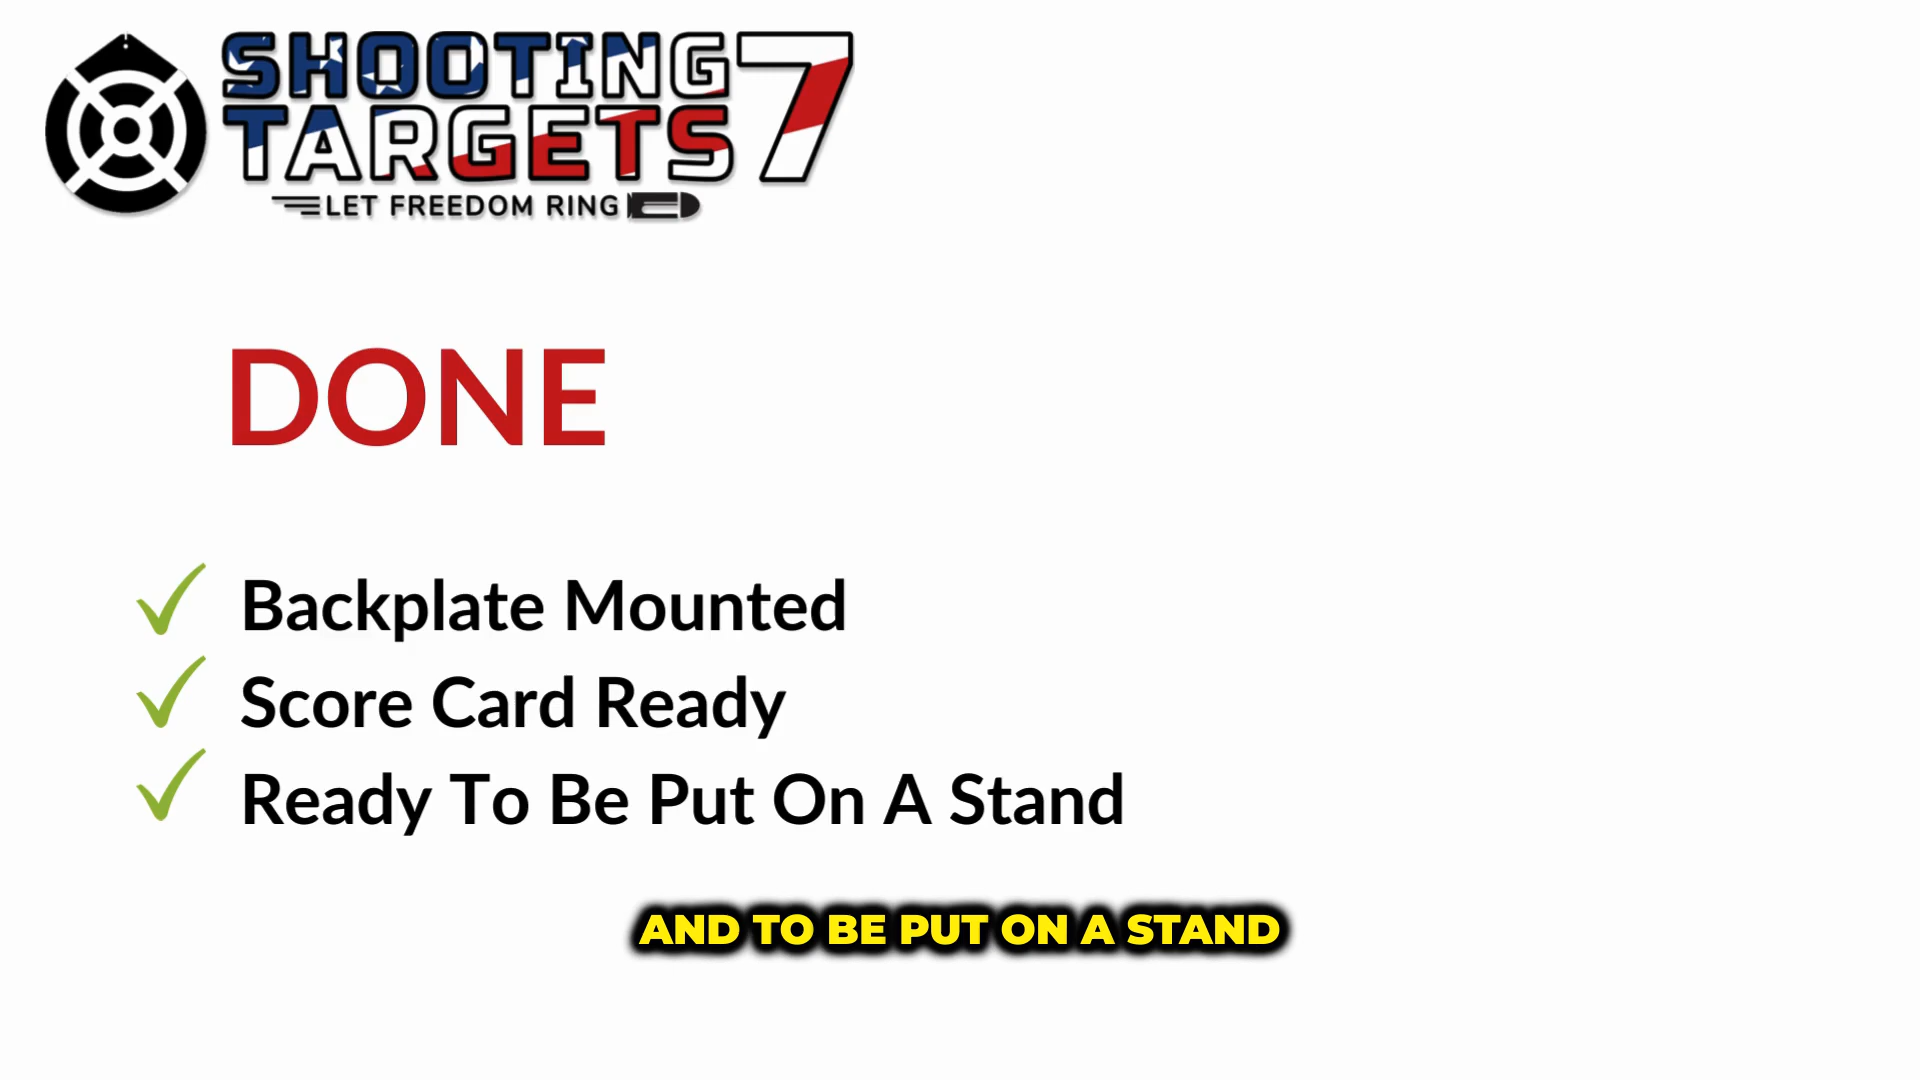 SHOOTING
TARGETS 7
LET FREEDOM RING
DONE
Backplate Mounted
Score Card Ready
Ready To Be Put On A Stand
AND TO BE PUT ON A STAND